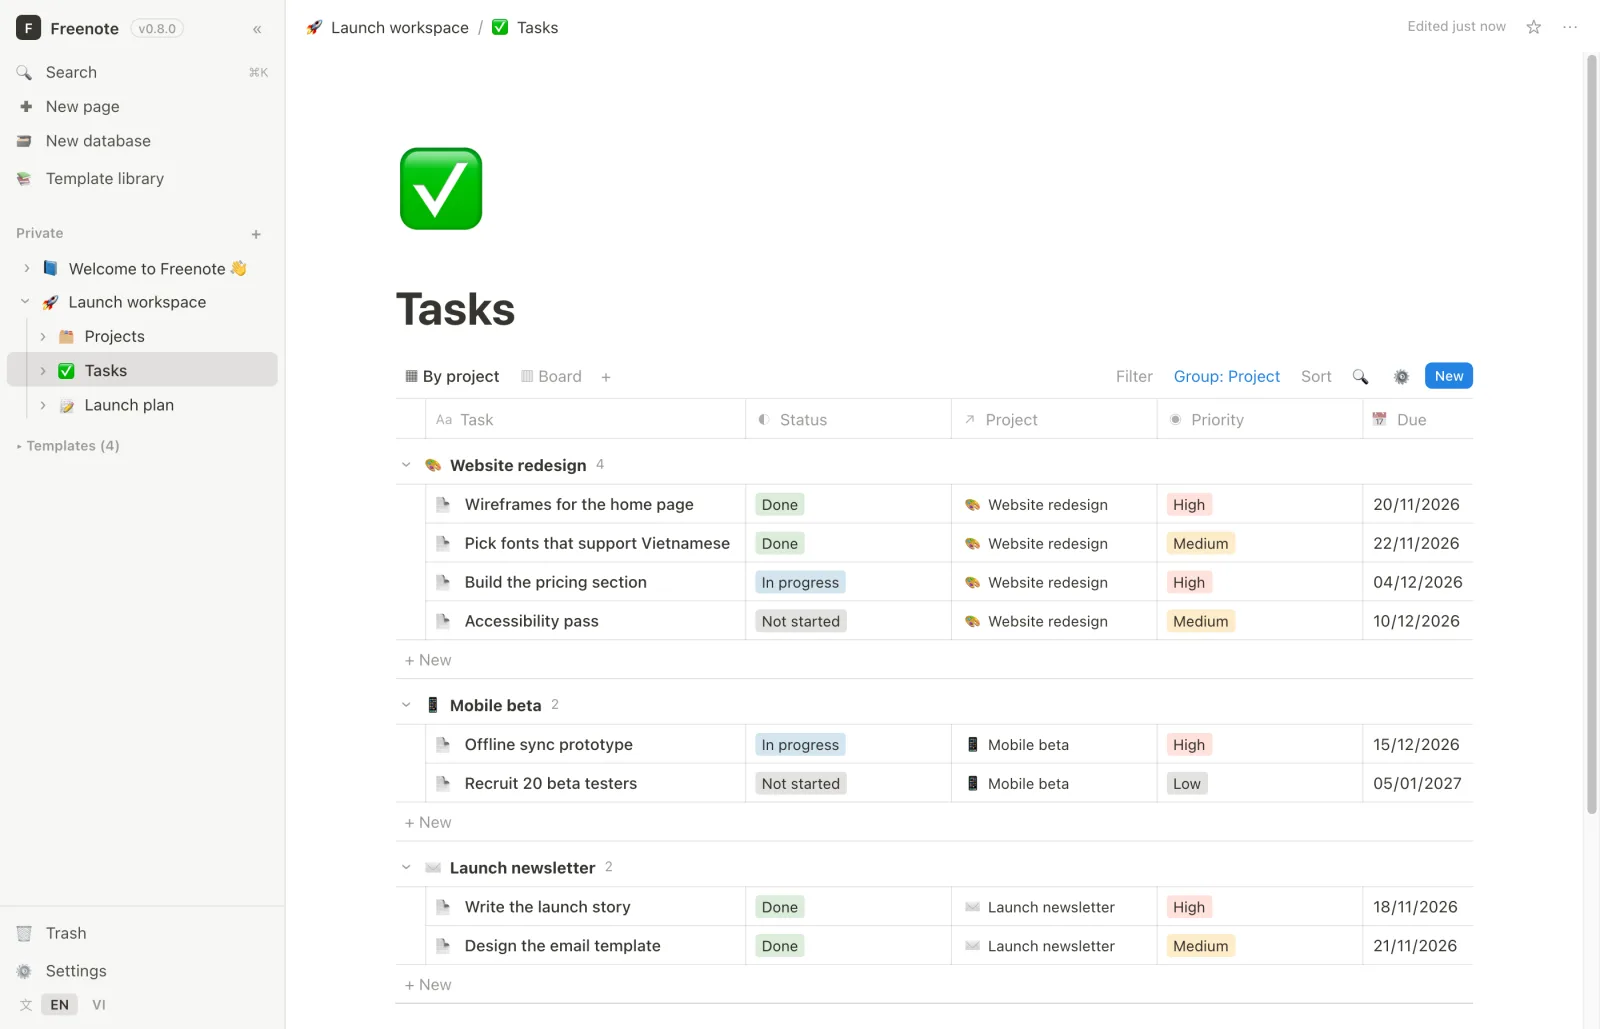 F Freenote v0.8.0 «
Search ⌘K
New page
New database
Template library
Private +
Welcome to Freenote 👋
Launch workspace
Projects
Tasks
Launch plan
Templates (4)
Trash
Settings
文 EN VI
🚀 Launch workspace / ✅ Tasks
Edited just now
Tasks
By project Board +
Filter Group: Project Sort New
Aa Task Status Project Priority Due
Website redesign 4
Wireframes for the home page Done Website redesign High 20/11/2026
Pick fonts that support Vietnamese Done Website redesign Medium 22/11/2026
Build the pricing section In progress Website redesign High 04/12/2026
Accessibility pass Not started Website redesign Medium 10/12/2026
+ New
Mobile beta 2
Offline sync prototype In progress Mobile beta High 15/12/2026
Recruit 20 beta testers Not started Mobile beta Low 05/01/2027
+ New
Launch newsletter 2
Write the launch story Done Launch newsletter High 18/11/2026
Design the email template Done Launch newsletter Medium 21/11/2026
+ New